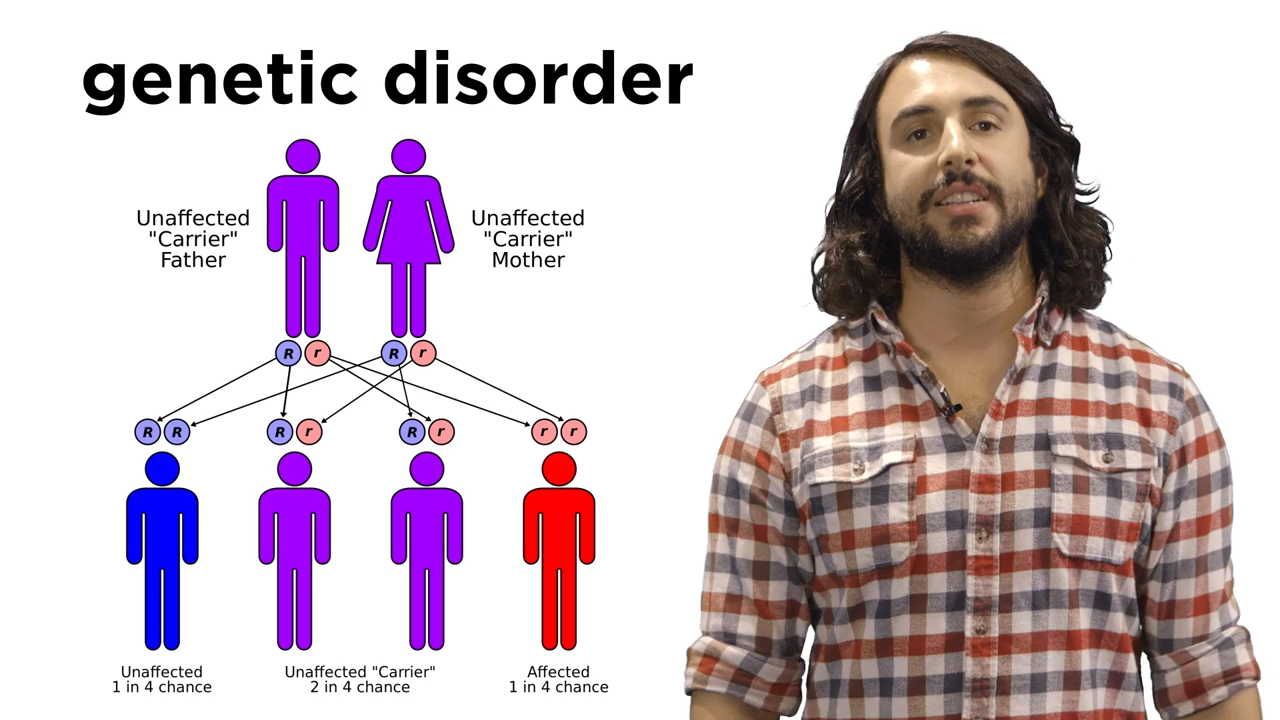 genetic disorder
Unaffected
"Carrier"
Father
Unaffected
"Carrier"
Mother
R r R r
R R R r R r r r
Unaffected
1 in 4 chance
Unaffected "Carrier"
2 in 4 chance
Affected
1 in 4 chance